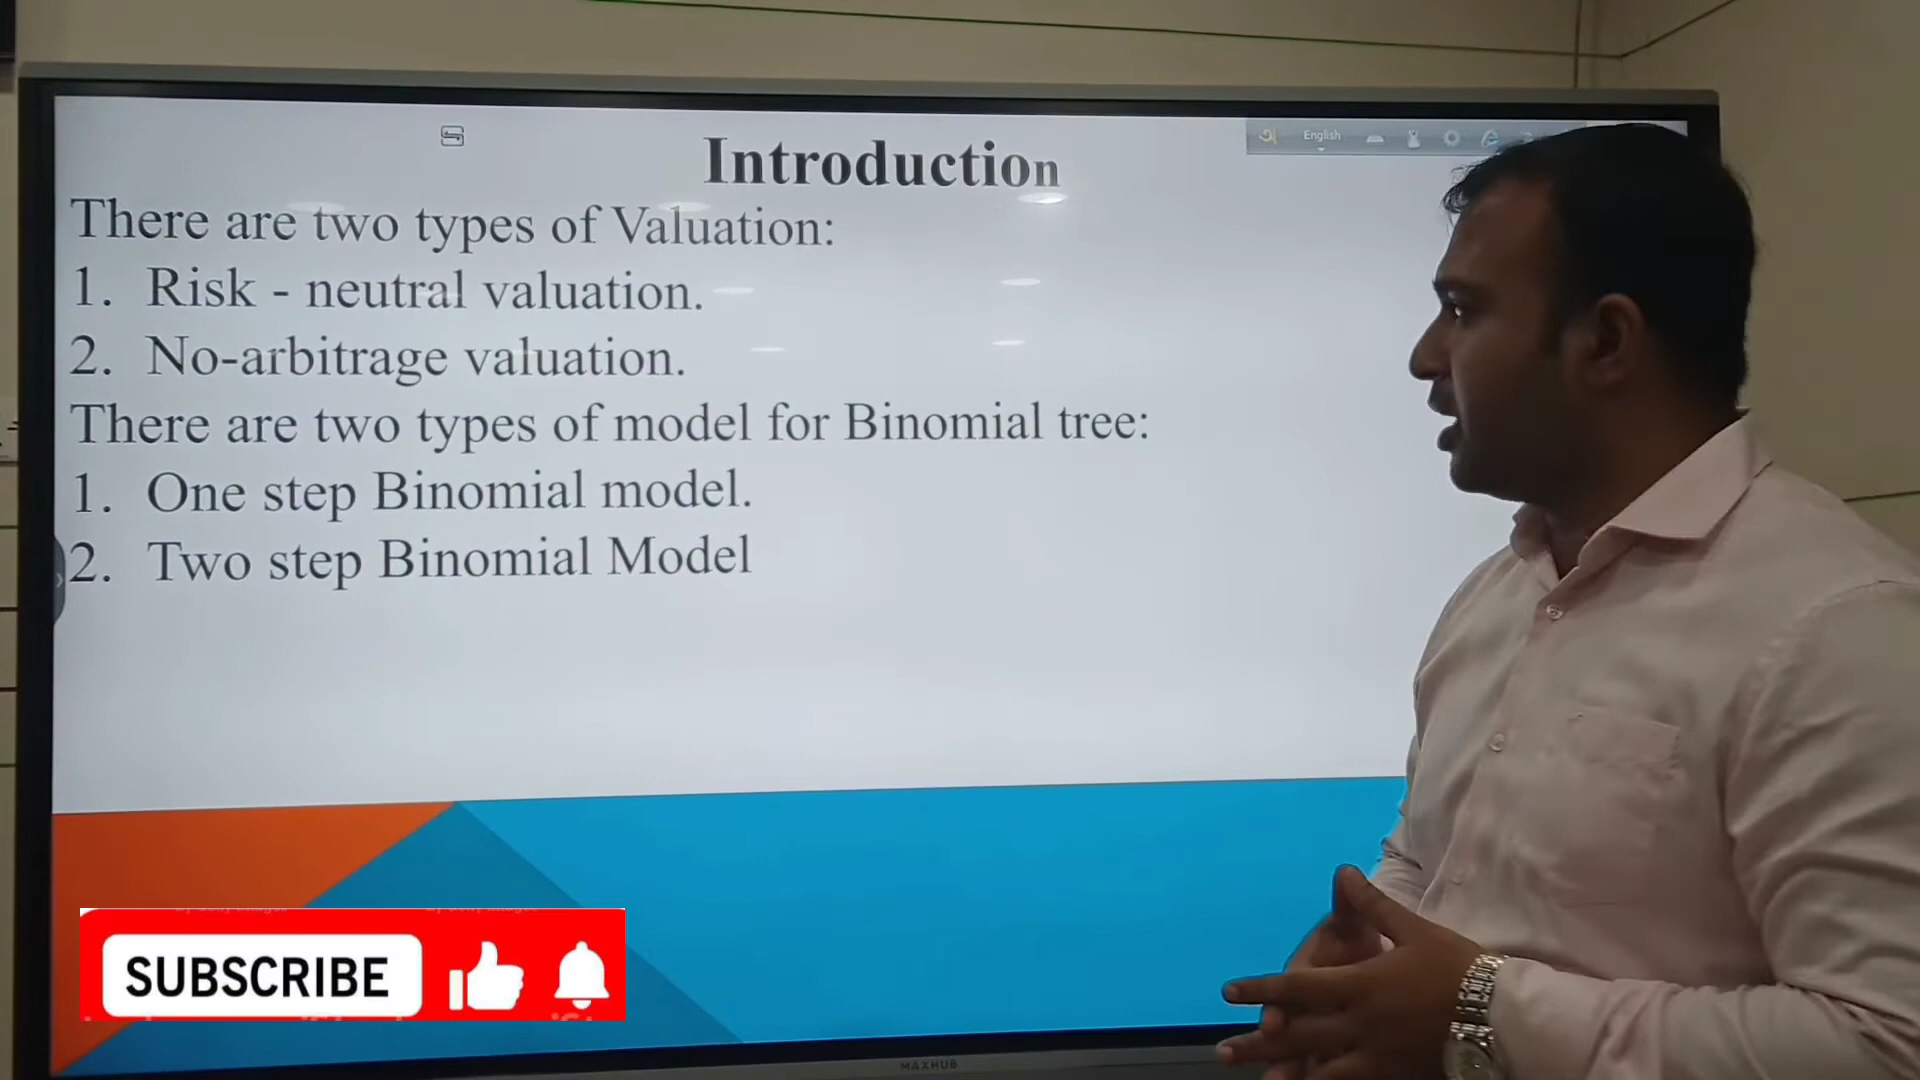 Introduction
English
There are two types of Valuation:
1. Risk - neutral valuation.
2. No-arbitrage valuation.
There are two types of model for Binomial tree:
1. One step Binomial model.
2. Two step Binomial Model
SUBSCRIBE
MAXHUB